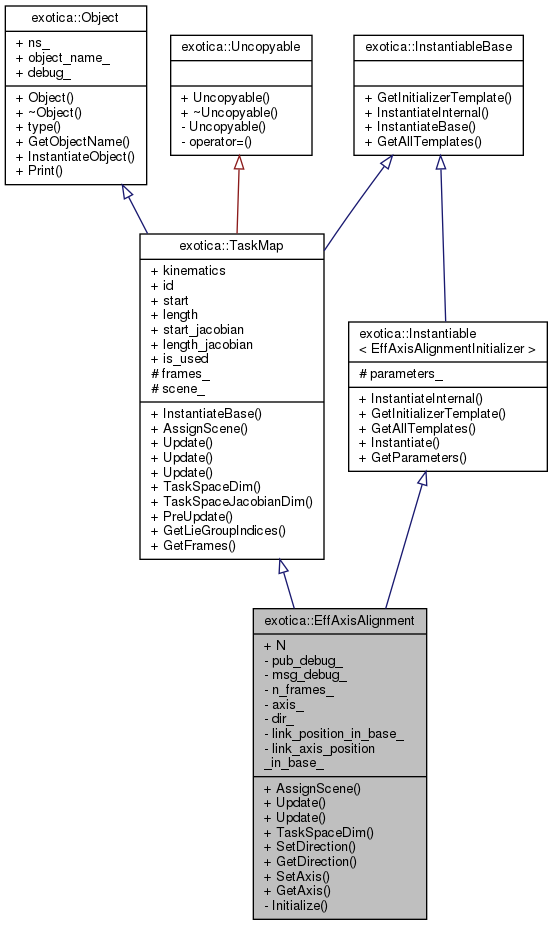 exotica::Object
+ ns_
+ object_name_
+ debug_
+ Object()
+ ~Object()
+ type()
+ GetObjectName()
+ InstantiateObject()
+ Print()
exotica::Uncopyable
+ Uncopyable()
+ ~Uncopyable()
- Uncopyable()
- operator=()
exotica::InstantiableBase
+ GetInitializerTemplate()
+ InstantiateInternal()
+ InstantiateBase()
+ GetAllTemplates()
exotica::TaskMap
+ kinematics
+ id
+ start
+ length
+ start_jacobian
+ length_jacobian
+ is_used
# frames_
# scene_
+ InstantiateBase()
+ AssignScene()
+ Update()
+ Update()
+ Update()
+ TaskSpaceDim()
+ TaskSpaceJacobianDim()
+ PreUpdate()
+ GetLieGroupIndices()
+ GetFrames()
exotica::Instantiable
< EffAxisAlignmentInitializer >
# parameters_
+ InstantiateInternal()
+ GetInitializerTemplate()
+ GetAllTemplates()
+ Instantiate()
+ GetParameters()
exotica::EffAxisAlignment
+ N
- pub_debug_
- msg_debug_
- n_frames_
- axis_
- dir_
- link_position_in_base_
- link_axis_position
_in_base_
+ AssignScene()
+ Update()
+ Update()
+ TaskSpaceDim()
+ SetDirection()
+ GetDirection()
+ SetAxis()
+ GetAxis()
- Initialize()